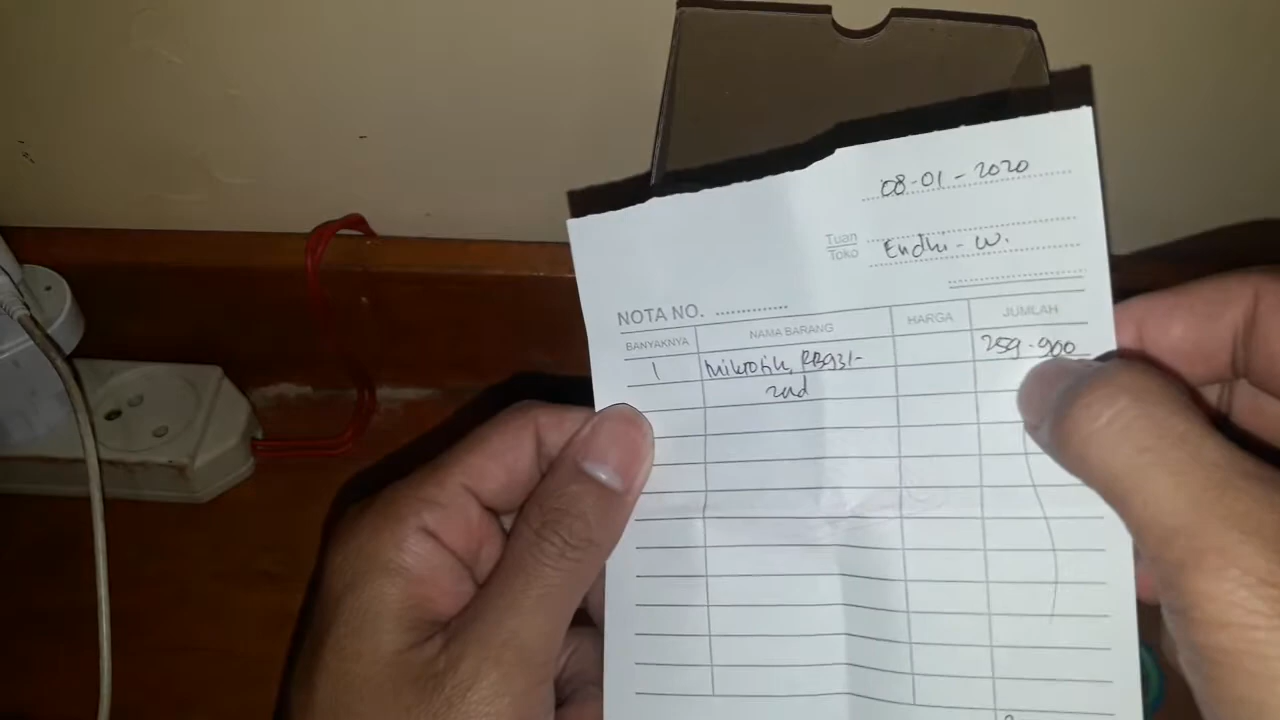 08-01-2020
Tuan
Toko
Endhi-W.
NOTA NO. ..............
BANYAKNYA NAMA BARANG HARGA JUMLAH
1 Mikrotik RB931- 259.900
2nd